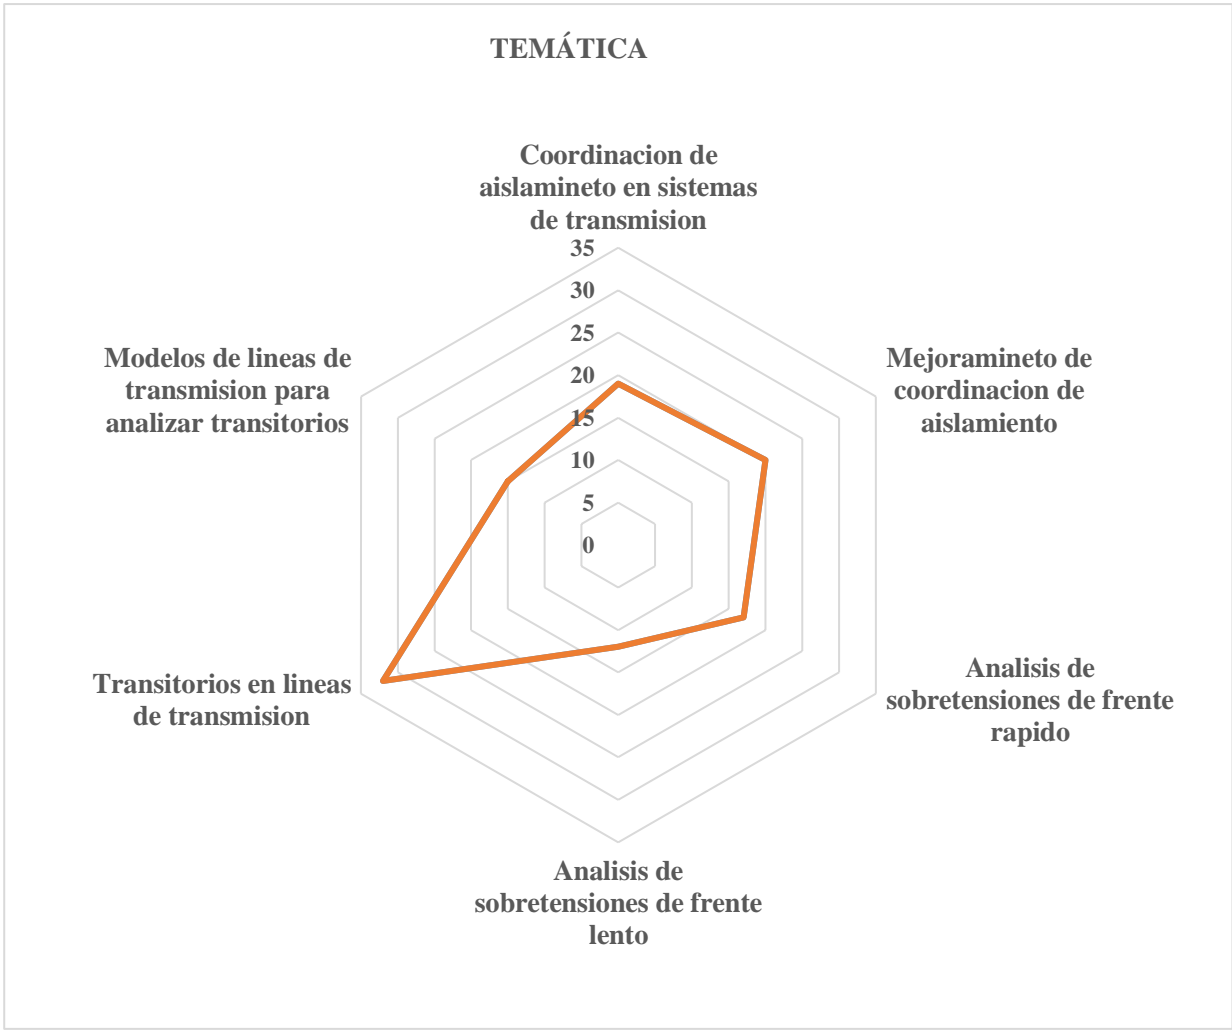 TEMÁTICA
Coordinacion de
aislamineto en sistemas
de transmision
35
30
25
20
15
10
5
0
Mejoramineto de
coordinacion de
aislamiento
Analisis de
sobretensiones de frente
rapido
Analisis de
sobretensiones de frente
lento
Transitorios en lineas
de transmision
Modelos de lineas de
transmision para
analizar transitorios